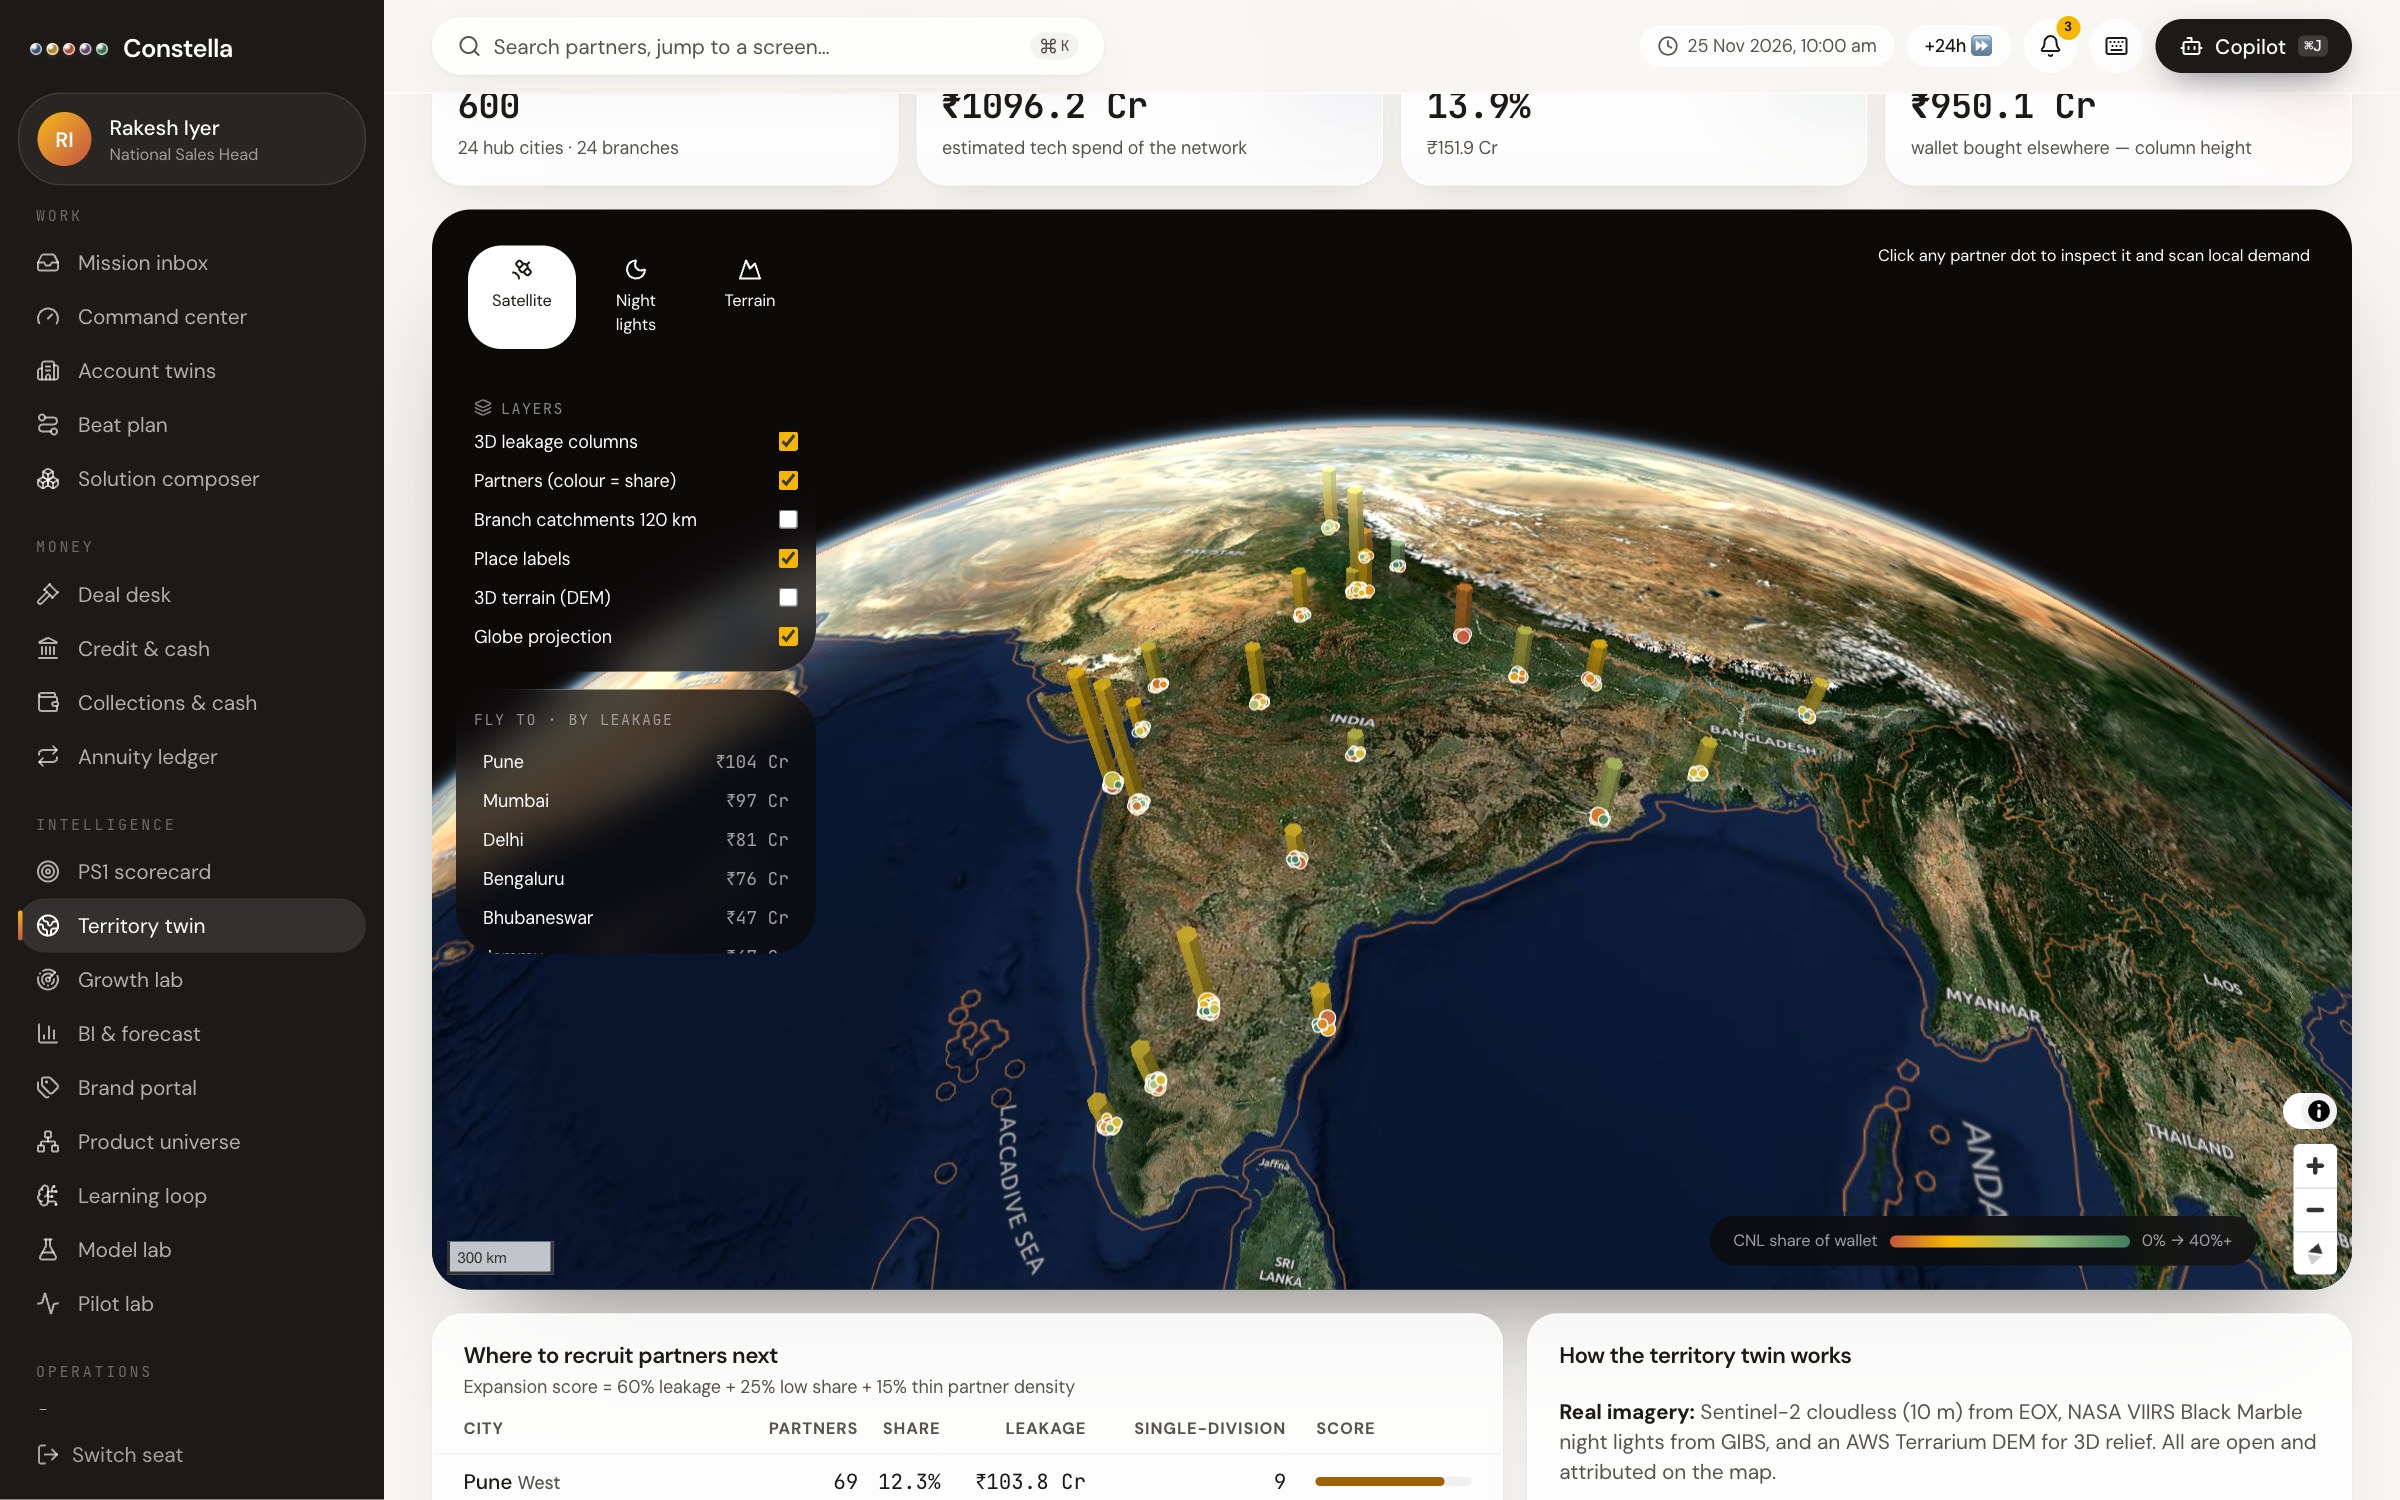 Constella
RI
Rakesh Iyer
National Sales Head
WORK
Mission inbox
Command center
Account twins
Beat plan
Solution composer
MONEY
Deal desk
Credit & cash
Collections & cash
Annuity ledger
INTELLIGENCE
PS1 scorecard
Territory twin
Growth lab
BI & forecast
Brand portal
Product universe
Learning loop
Model lab
Pilot lab
OPERATIONS
Switch seat
Search partners, jump to a screen...
⌘ K
25 Nov 2026, 10:00 am
+24h
3
Copilot ⌘J
600
24 hub cities · 24 branches
₹1096.2 Cr
estimated tech spend of the network
13.9%
₹151.9 Cr
₹950.1 Cr
wallet bought elsewhere — column height
Satellite
Night
lights
Terrain
Click any partner dot to inspect it and scan local demand
LAYERS
3D leakage columns
Partners (colour = share)
Branch catchments 120 km
Place labels
3D terrain (DEM)
Globe projection
FLY TO · BY LEAKAGE
Pune ₹104 Cr
Mumbai ₹97 Cr
Delhi ₹81 Cr
Bengaluru ₹76 Cr
Bhubaneswar ₹47 Cr
INDIA
BANGLADESH
MYANMAR
LAOS
THAILAND
LACCADIVE SEA
Jaffna
SRI
LANKA
ANDA
300 km
CNL share of wallet
0% → 40%+
Where to recruit partners next
Expansion score = 60% leakage + 25% low share + 15% thin partner density
CITY PARTNERS SHARE LEAKAGE SINGLE-DIVISION SCORE
Pune West 69 12.3% ₹103.8 Cr 9
How the territory twin works
Real imagery: Sentinel-2 cloudless (10 m) from EOX, NASA VIIRS Black Marble
night lights from GIBS, and an AWS Terrarium DEM for 3D relief. All are open and
attributed on the map.